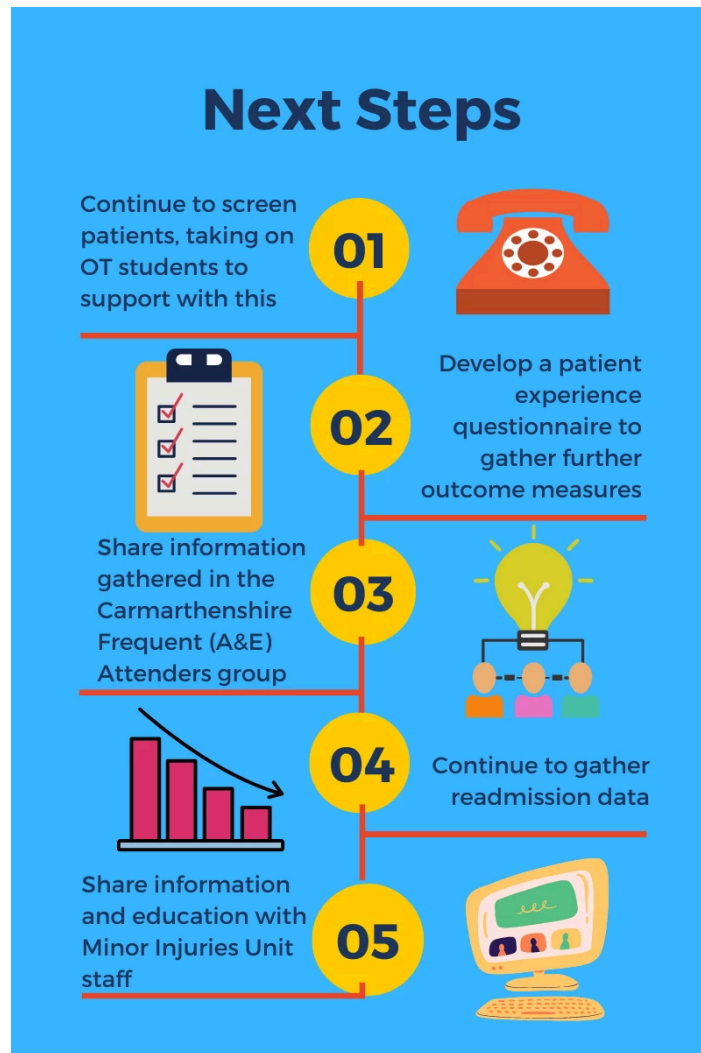 Next Steps
Continue to screen
patients, taking on
OT students to
support with this
01
Develop a patient
experience
questionnaire to
gather further
outcome measures
02
Share information
gathered in the
Carmarthenshire
Frequent (A&E)
Attenders group
03
Continue to gather
readmission data
04
Share information
and education with
Minor Injuries Unit
staff
05